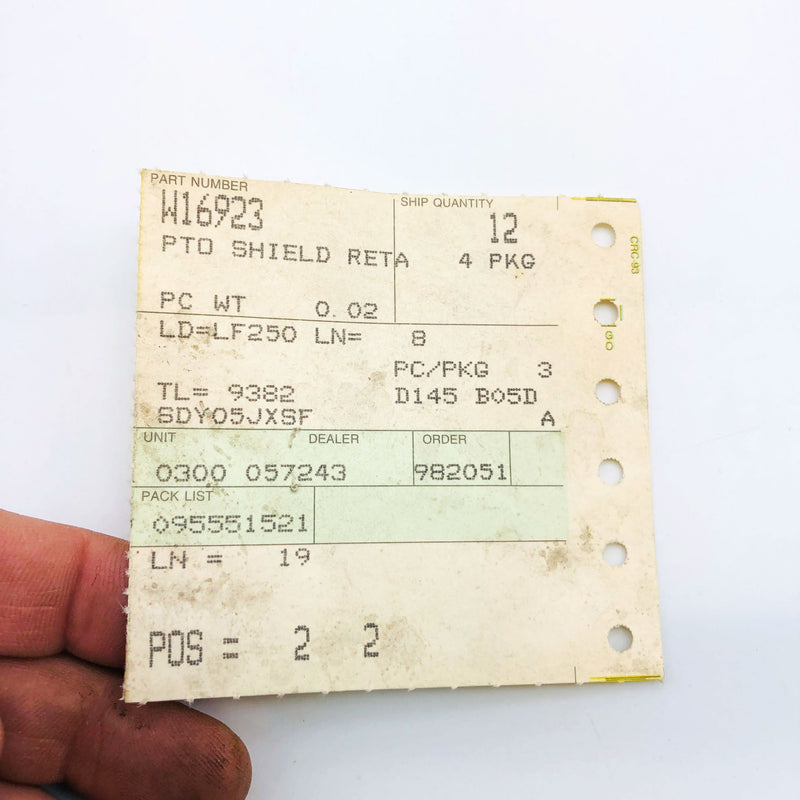 PART NUMBER
SHIP QUANTITY
W16923
12
PTO SHIELD RETA
4 PKG
PC WT 0.02
LD=LF250 LN= 8
PC/PKG 3
TL= 9382
D145 B05D
SDY05JXSF
A
UNIT DEALER ORDER
0300 057243 982051
PACK LIST
095551521
LN = 19
POS = 2 2
CRC-93
GC